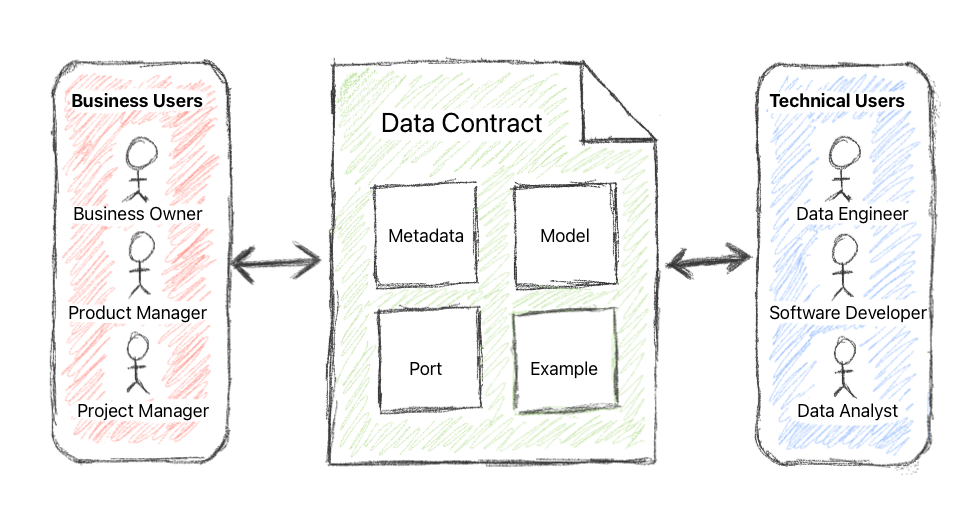 Business Users
Business Owner
Product Manager
Project Manager
Data Contract
Metadata
Model
Port
Example
Technical Users
Data Engineer
Software Developer
Data Analyst